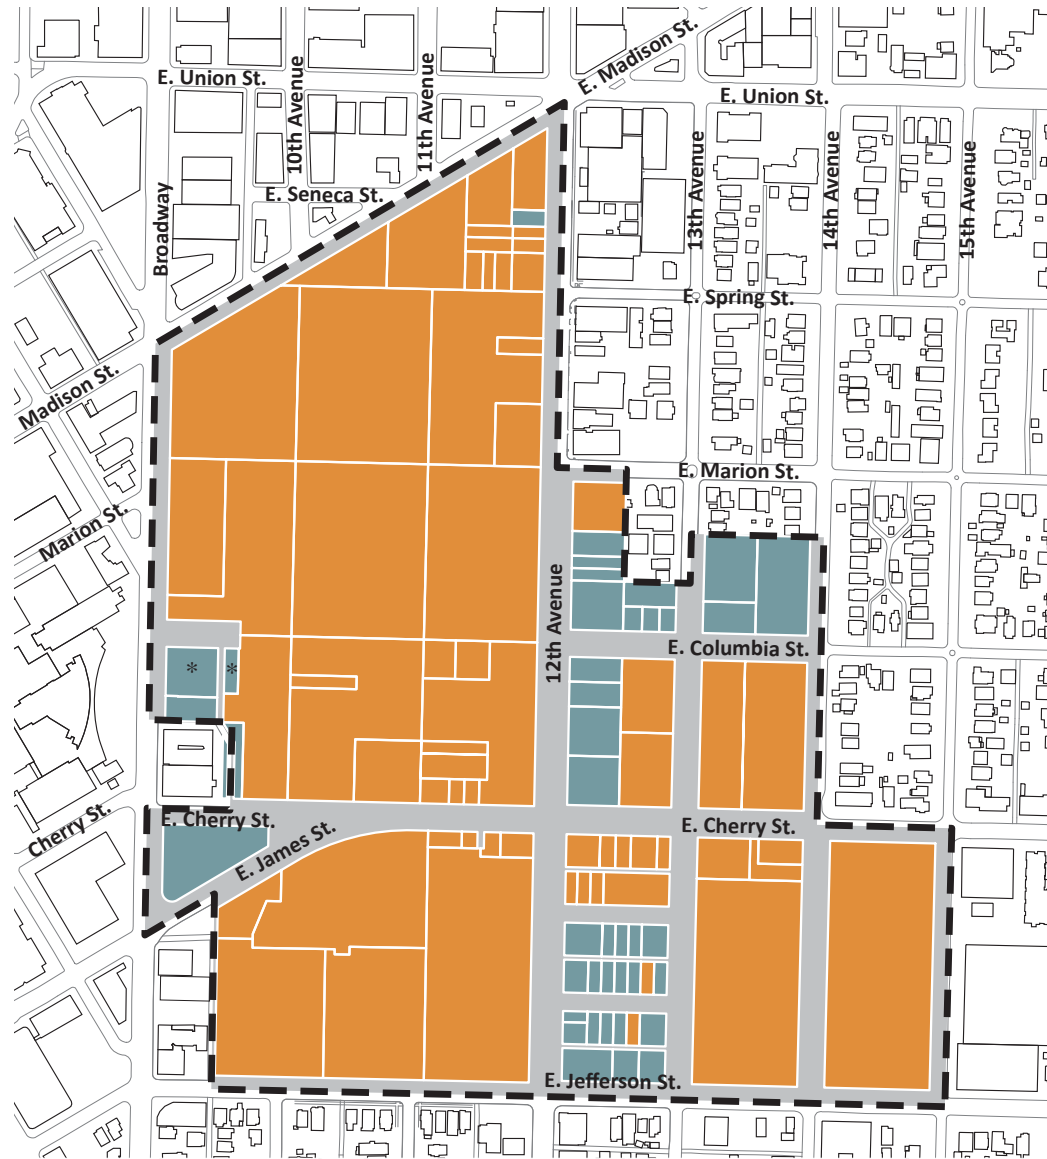 E. Madison St.
E. Union St.
E. Union St.
10th Avenue
11th Avenue
13th Avenue
14th Avenue
15th Avenue
E. Seneca St.
Broadway
E. Spring St.
Madison St.
E. Marion St.
Marion St.
12th Avenue
E. Columbia St.
*
*
E. Cherry St.
E. Cherry St.
Cherry St.
E. James St.
E. Jefferson St.